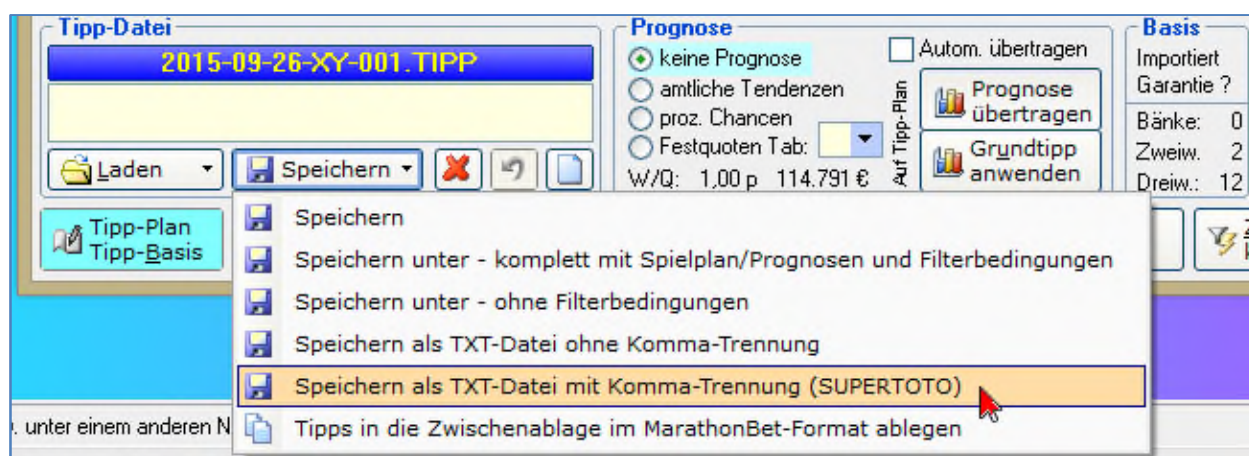 Tipp-Datei
2015-09-26-XY-001.TIPP
Laden
Speichern
Tipp-Plan
Tipp-Basis
Prognose
keine Prognose
amtliche Tendenzen
proz. Chancen
Festquoten Tab:
W/Q: 1,00 p 114.791 €
Autom. übertragen
Auf Tipp-Plan
Prognose
übertragen
Grundtipp
anwenden
Basis
Importiert
Garantie ?
Bänke: 0
Zweiw. 2
Dreiw.: 12
Speichern
Speichern unter - komplett mit Spielplan/Prognosen und Filterbedingungen
Speichern unter - ohne Filterbedingungen
Speichern als TXT-Datei ohne Komma-Trennung
Speichern als TXT-Datei mit Komma-Trennung (SUPERTOTO)
Tipps in die Zwischenablage im MarathonBet-Format ablegen
. unter einem anderen N